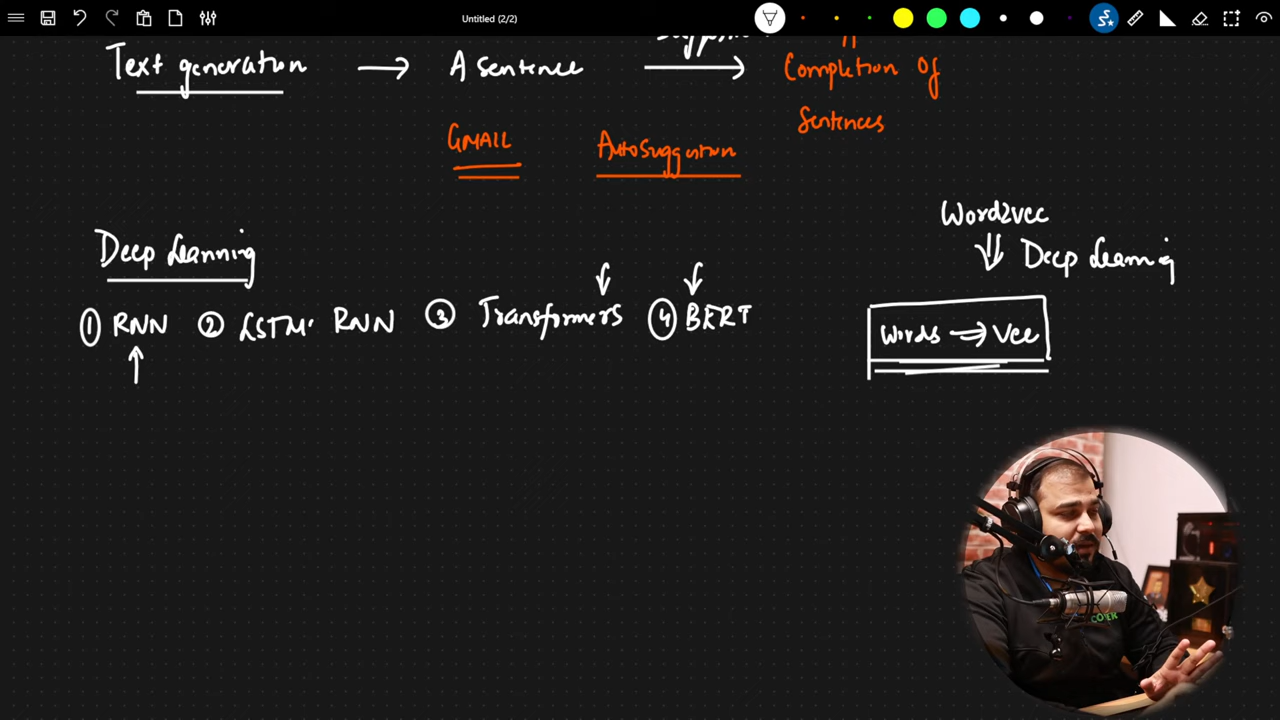 Untitled (2/2)
Text generation → A sentence → Completion Of
Sentences
GMAIL AutoSuggestion
Word2vec
Deep Learning
Deep Learning
① RNN ② LSTM RNN ③ Transformers ④ BERT
Words ⇒ Vec